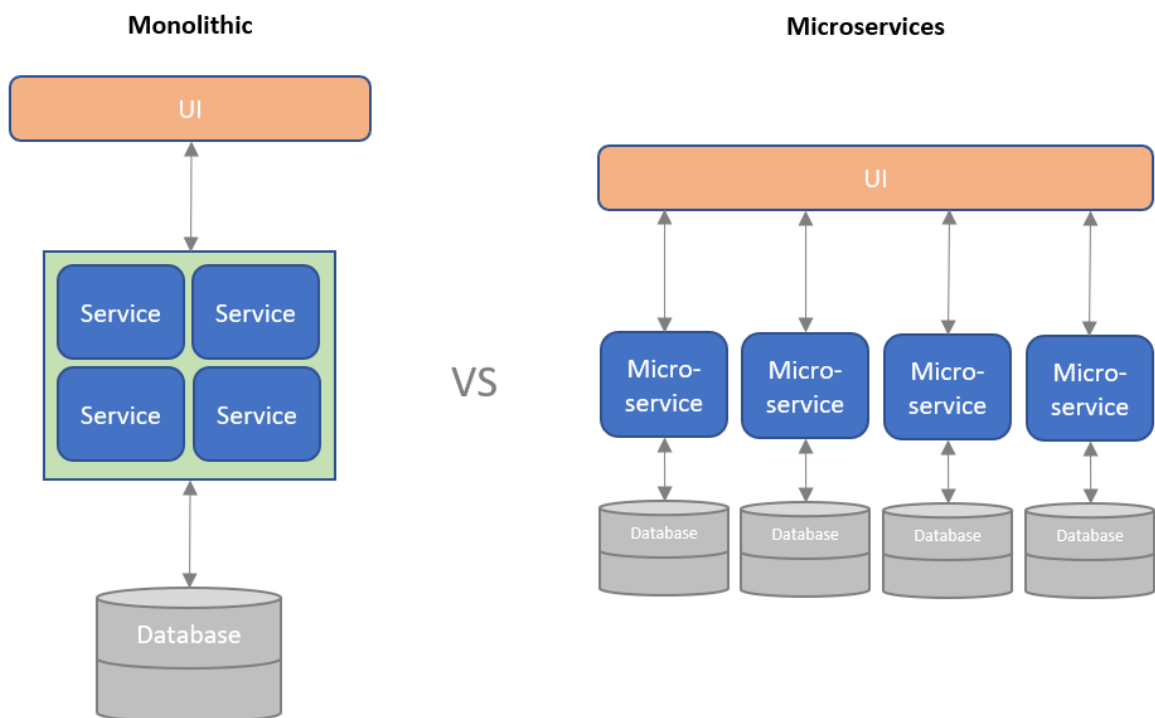 Monolithic
Microservices
UI
UI
Service
Service
Service
Service
VS
Micro-
service
Micro-
service
Micro-
service
Micro-
service
Database
Database
Database
Database
Database